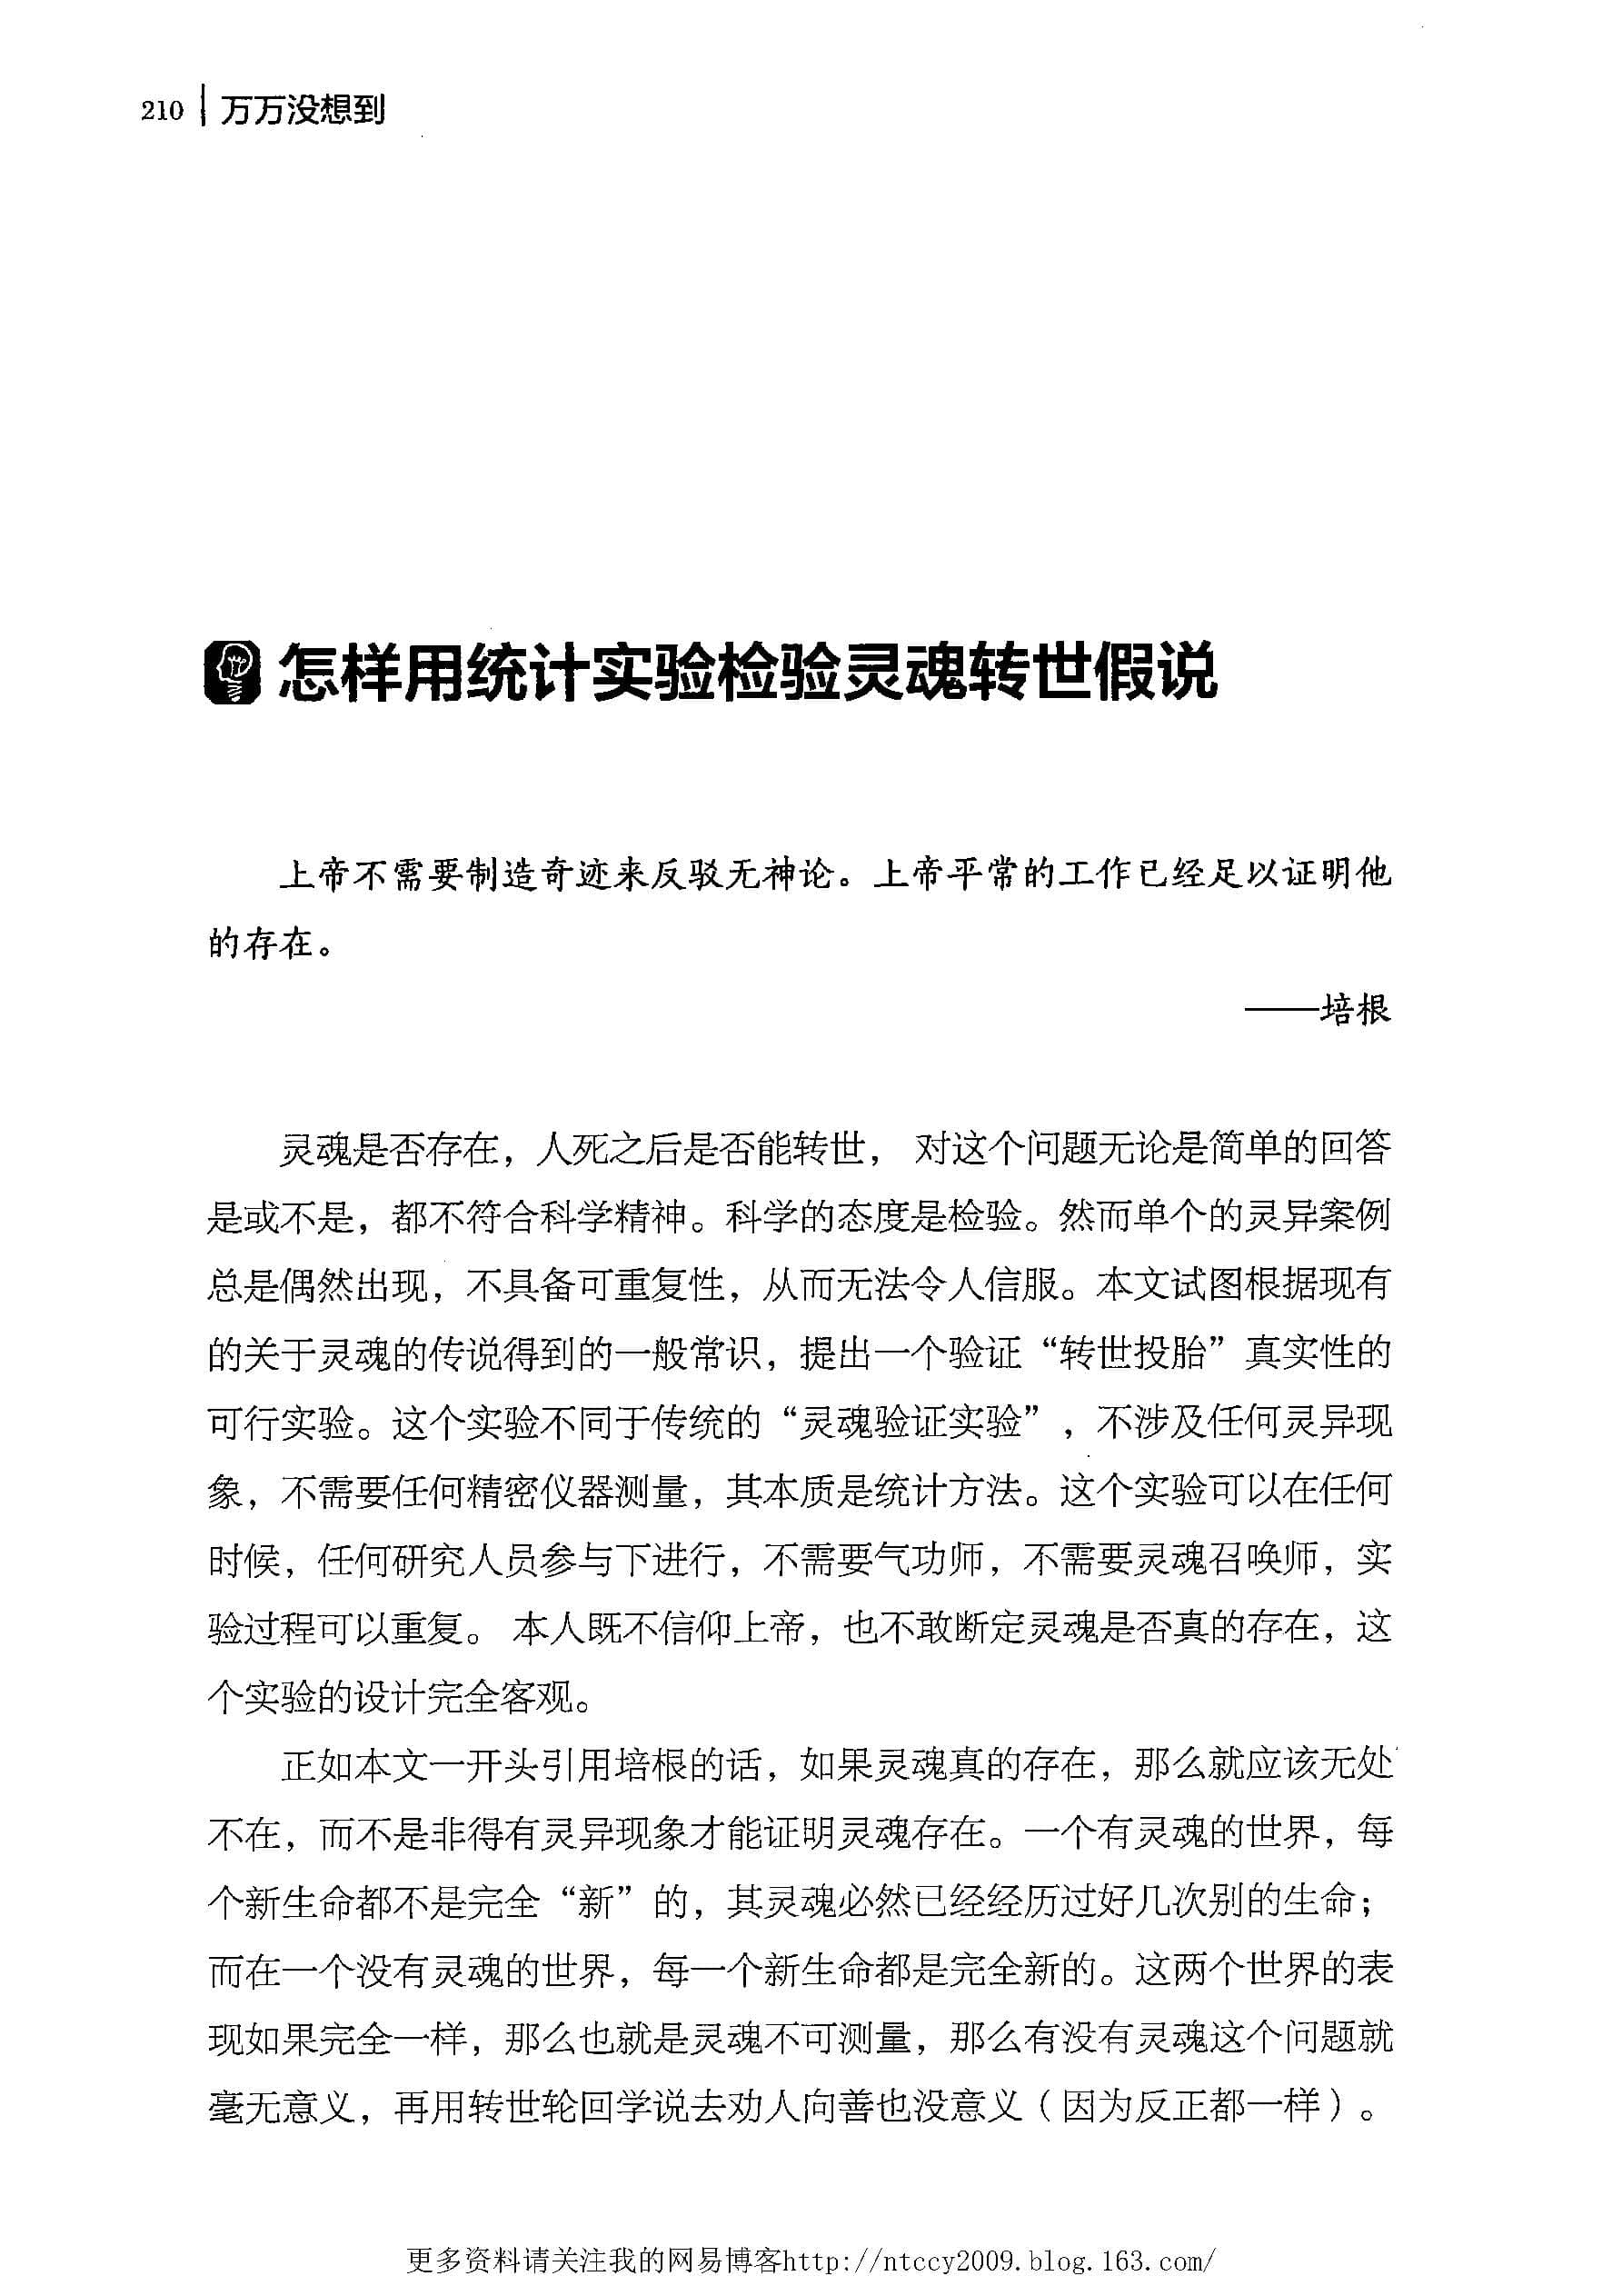 210 | 万万没想到
怎样用统计实验检验灵魂转世假说
上帝不需要制造奇迹来反驳无神论。上帝平常的工作已经足以证明他
的存在。
——培根
灵魂是否存在，人死之后是否能转世， 对这个问题无论是简单的回答
是或不是，都不符合科学精神。科学的态度是检验。然而单个的灵异案例
总是偶然出现，不具备可重复性，从而无法令人信服。本文试图根据现有
的关于灵魂的传说得到的一般常识，提出一个验证“转世投胎”真实性的
可行实验。这个实验不同于传统的“灵魂验证实验”，不涉及任何灵异现
象，不需要任何精密仪器测量，其本质是统计方法。这个实验可以在任何
时候，任何研究人员参与下进行，不需要气功师，不需要灵魂召唤师，实
验过程可以重复。 本人既不信仰上帝，也不敢断定灵魂是否真的存在，这
个实验的设计完全客观。
正如本文一开头引用培根的话，如果灵魂真的存在，那么就应该无处
不在，而不是非得有灵异现象才能证明灵魂存在。一个有灵魂的世界，每
个新生命都不是完全“新”的，其灵魂必然已经经历过好几次别的生命；
而在一个没有灵魂的世界，每一个新生命都是完全新的。这两个世界的表
现如果完全一样，那么也就是灵魂不可测量，那么有没有灵魂这个问题就
毫无意义，再用转世轮回学说去劝人向善也没意义（因为反正都一样）。
更多资料请关注我的网易博客http://ntccy2009.blog.163.com/